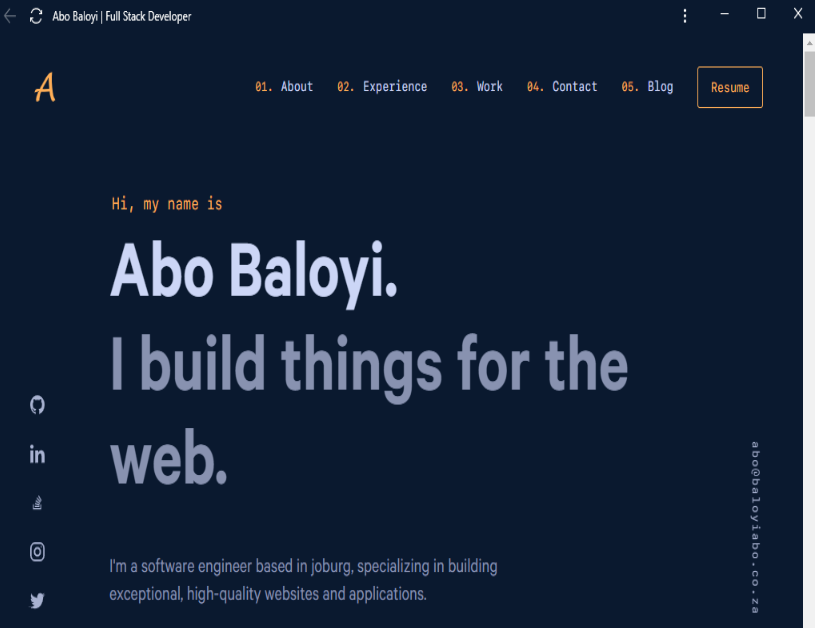 Abo Baloyi | Full Stack Developer
A
01. About 02. Experience 03. Work 04. Contact 05. Blog Resume
Hi, my name is
Abo Baloyi.
I build things for the
web.
in
I'm a software engineer based in joburg, specializing in building
exceptional, high-quality websites and applications.
abo@baloyiabo.co.za